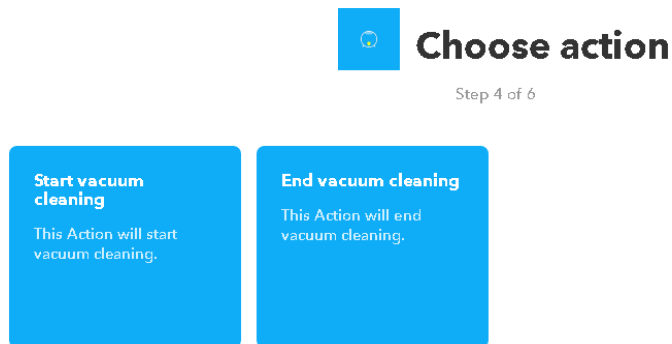 Choose action
Step 4 of 6
Start vacuum
cleaning
This Action will start
vacuum cleaning.
End vacuum cleaning
This Action will end
vacuum cleaning.